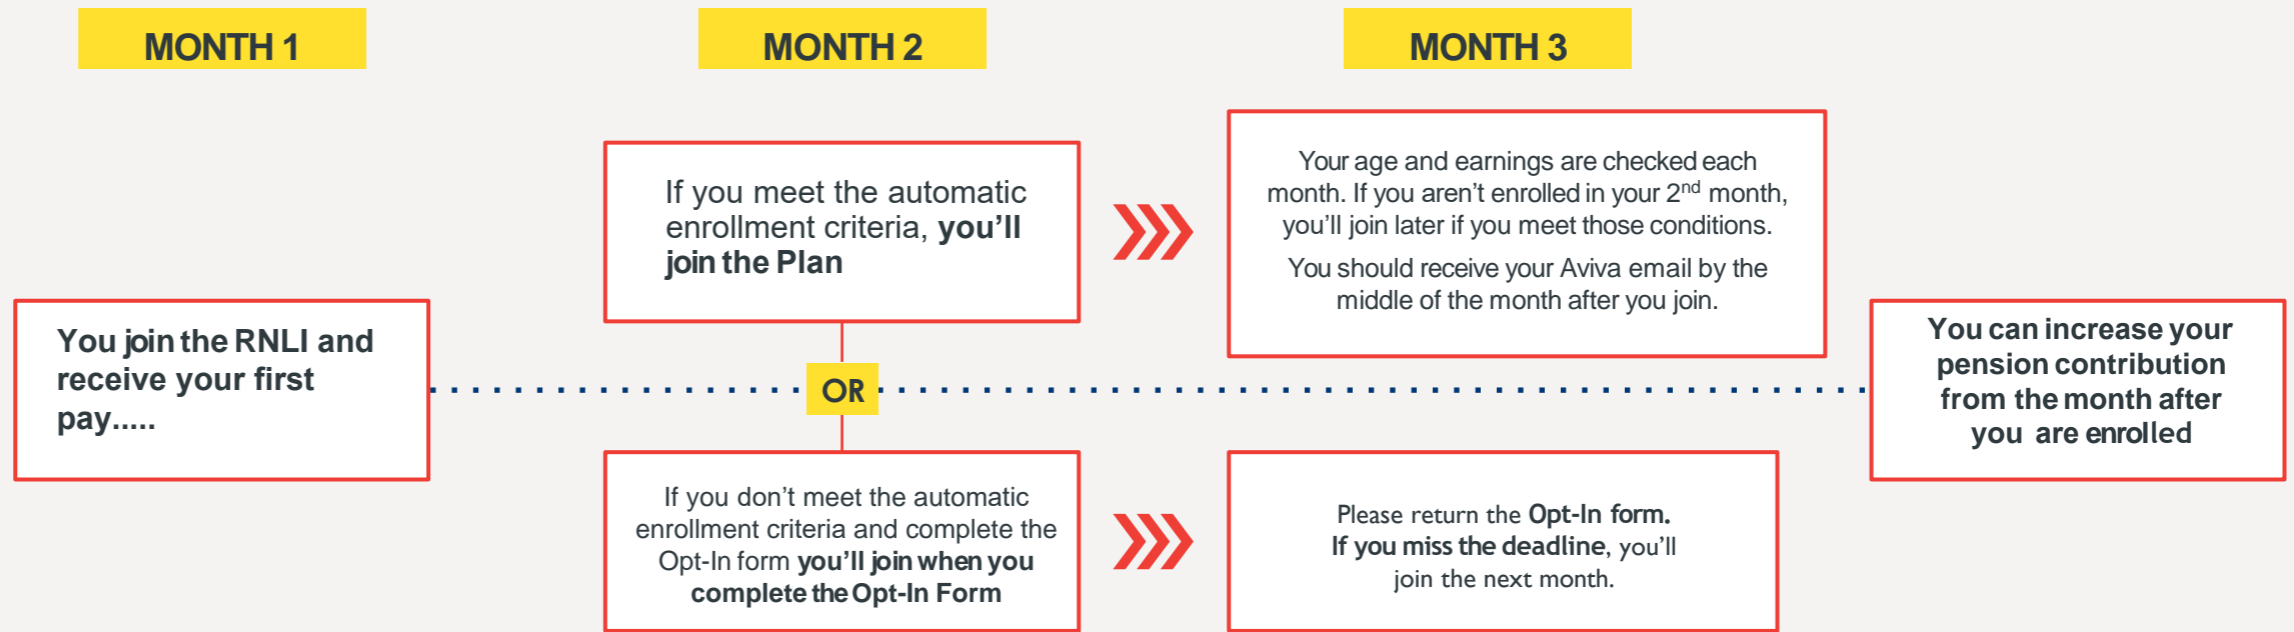 MONTH 1
MONTH 2
MONTH 3
You join the RNLI and
receive your first
pay.....
If you meet the automatic
enrollment criteria, you'll
join the Plan
OR
If you don't meet the automatic
enrollment criteria and complete the
Opt-In form you'll join when you
complete the Opt-In Form
Your age and earnings are checked each
month. If you aren't enrolled in your 2nd month,
you'll join later if you meet those conditions.
You should receive your Aviva email by the
middle of the month after you join.
Please return the Opt-In form.
If you miss the deadline, you'll
join the next month.
You can increase your
pension contribution
from the month after
you are enrolled